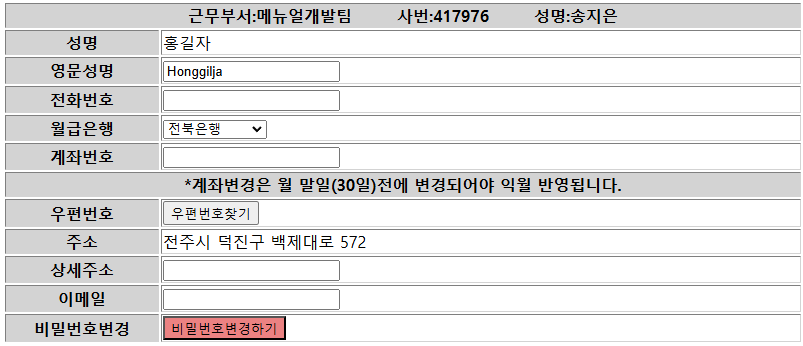 근무부서:메뉴얼개발팀 사번:417976 성명:송지은
성명 홍길자
영문성명 Honggilja
전화번호
월급은행 전북은행
계좌번호
*계좌변경은 월 말일(30일)전에 변경되어야 익월 반영됩니다.
우편번호 우편번호찾기
주소 전주시 덕진구 백제대로 572
상세주소
이메일
비밀번호변경 비밀번호변경하기